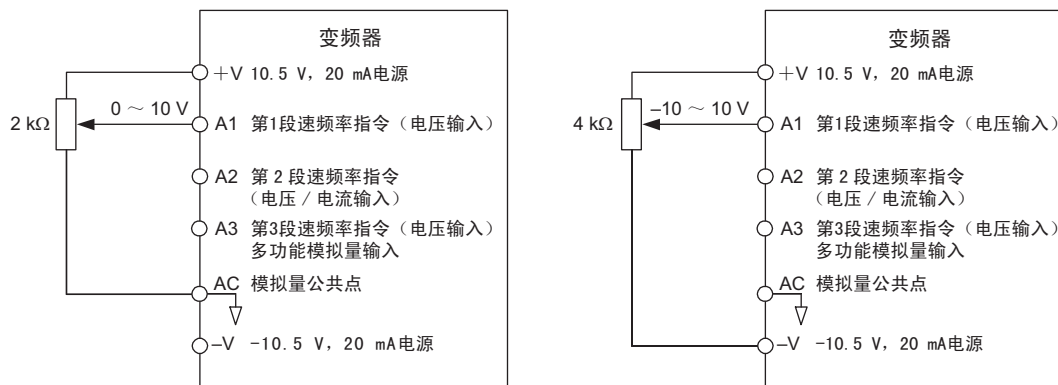 变频器
+V 10.5 V，20 mA电源
2 kΩ
0 ～ 10 V
A1 第1段速频率指令（电压输入）
A2 第 2 段速频率指令
（电压 / 电流输入）
A3 第3段速频率指令（电压输入）
多功能模拟量输入
AC 模拟量公共点
–V -10.5 V，20 mA电源
变频器
+V 10.5 V，20 mA电源
4 kΩ
–10 ～ 10 V
A1 第1段速频率指令（电压输入）
A2 第 2 段速频率指令
（电压 / 电流输入）
A3 第3段速频率指令（电压输入）
多功能模拟量输入
AC 模拟量公共点
–V -10.5 V，20 mA电源